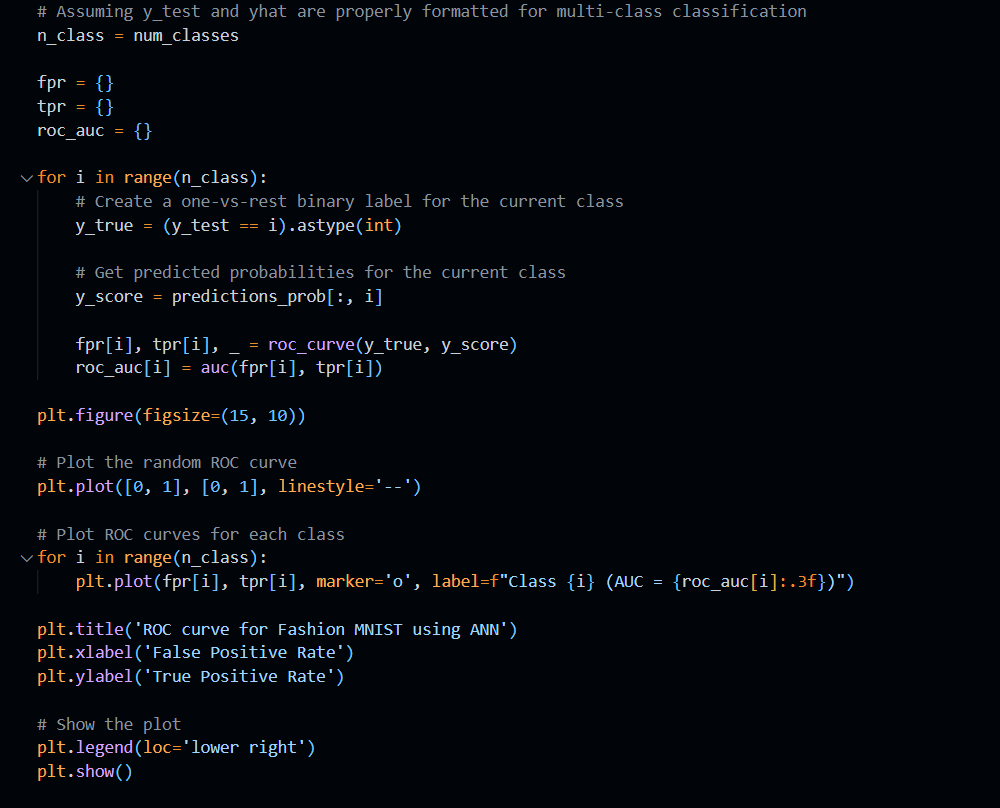 # Assuming y_test and yhat are properly formatted for multi-class classification
n_class = num_classes

fpr = {}
tpr = {}
roc_auc = {}

for i in range(n_class):
    # Create a one-vs-rest binary label for the current class
    y_true = (y_test == i).astype(int)

    # Get predicted probabilities for the current class
    y_score = predictions_prob[:, i]

    fpr[i], tpr[i], _ = roc_curve(y_true, y_score)
    roc_auc[i] = auc(fpr[i], tpr[i])

plt.figure(figsize=(15, 10))

# Plot the random ROC curve
plt.plot([0, 1], [0, 1], linestyle='--')

# Plot ROC curves for each class
for i in range(n_class):
    plt.plot(fpr[i], tpr[i], marker='o', label=f"Class {i} (AUC = {roc_auc[i]:.3f})")

plt.title('ROC curve for Fashion MNIST using ANN')
plt.xlabel('False Positive Rate')
plt.ylabel('True Positive Rate')

# Show the plot
plt.legend(loc='lower right')
plt.show()